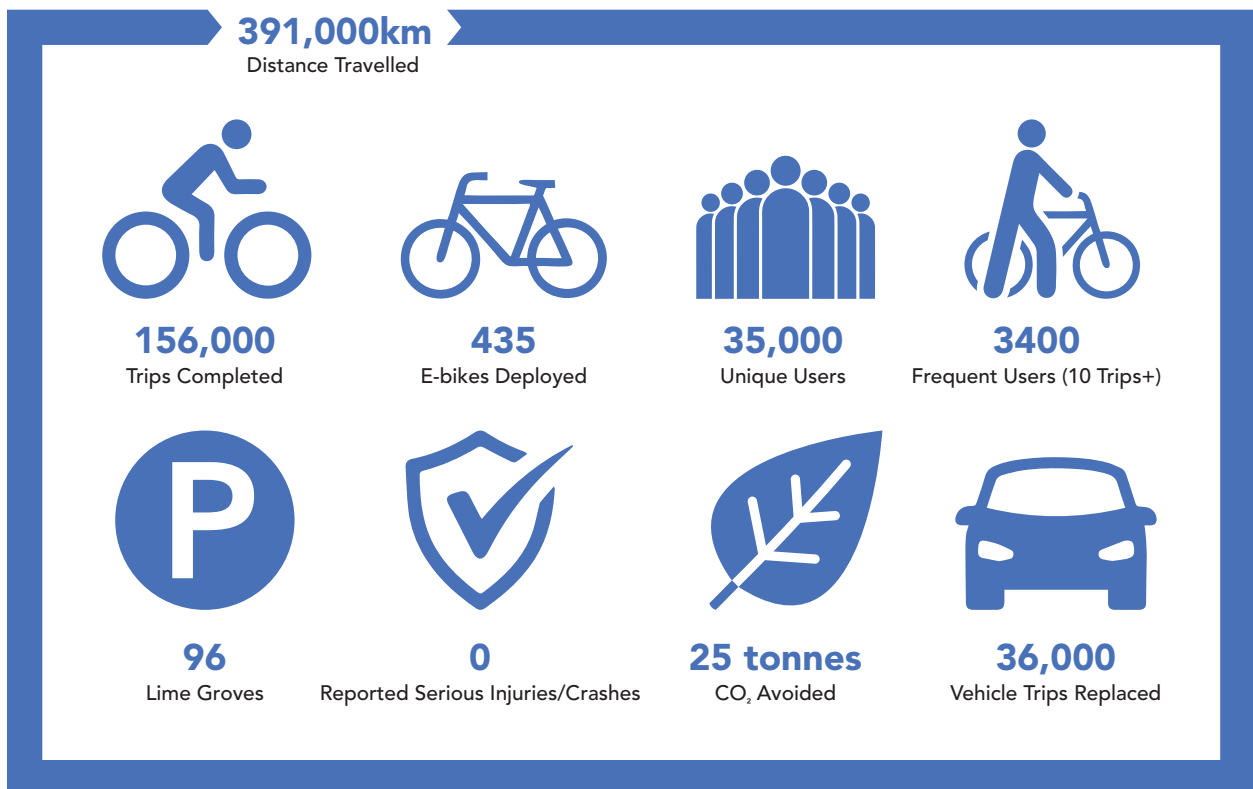 391,000km
Distance Travelled
156,000
Trips Completed
435
E-bikes Deployed
35,000
Unique Users
3400
Frequent Users (10 Trips+)
P
96
Lime Groves
0
Reported Serious Injuries/Crashes
25 tonnes
CO₂ Avoided
36,000
Vehicle Trips Replaced